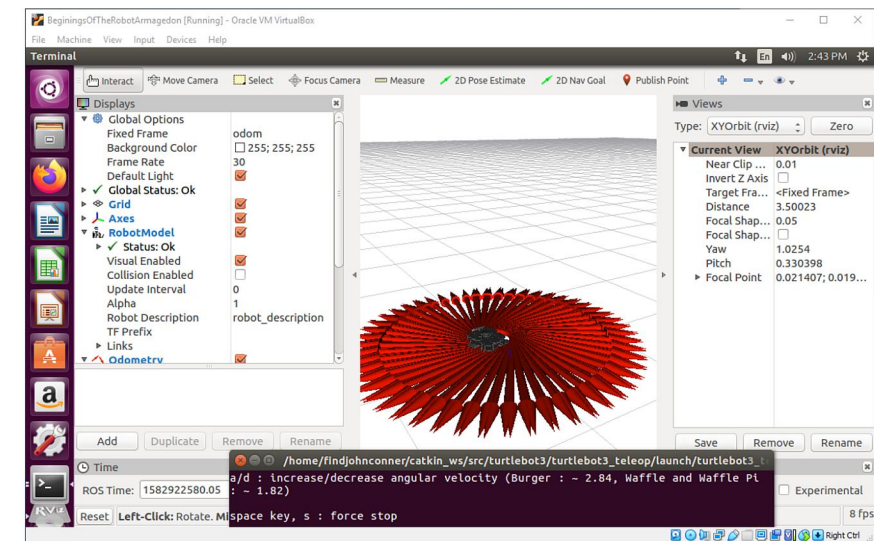 BeginingsOfTheRobotArmagedon [Running] - Oracle VM VirtualBox
File Machine View Input Devices Help
Terminal En 2:43 PM
Interact Move Camera Select Focus Camera Measure 2D Pose Estimate 2D Nav Goal Publish Point
Displays
Global Options
Fixed Frame odom
Background Color 255; 255; 255
Frame Rate 30
Default Light
Global Status: Ok
Grid
Axes
RobotModel
Status: Ok
Visual Enabled
Collision Enabled
Update Interval 0
Alpha 1
Robot Description robot_description
TF Prefix
Links
Odometry
Add Duplicate Remove Rename
Views
Type: XYOrbit (rviz) Zero
Current View XYOrbit (rviz)
Near Clip ... 0.01
Invert Z Axis
Target Fra... <Fixed Frame>
Distance 3.50023
Focal Shap... 0.05
Focal Shap...
Yaw 1.0254
Pitch 0.330398
Focal Point 0.021407; 0.019...
Save Remove Rename
Time
ROS Time: 1582922580.05
Experimental
Reset Left-Click: Rotate. Mi
8 fps
/home/findjohnconner/catkin_ws/src/turtlebot3/turtlebot3_teleop/launch/turtlebot3_t
a/d : increase/decrease angular velocity (Burger : ~ 2.84, Waffle and Waffle Pi
: ~ 1.82)
space key, s : force stop
RViz
Right Ctrl